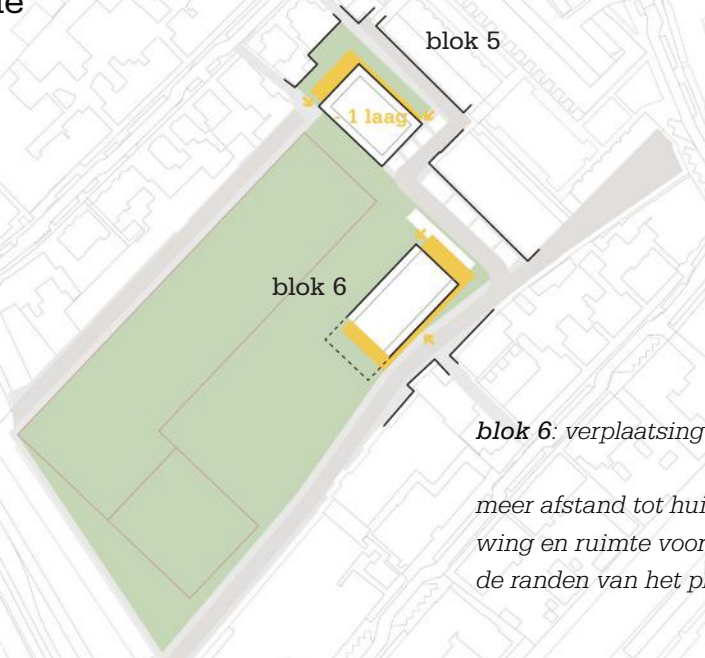 blok 5
- 1 laag
blok 6
blok 6: verplaatsing
meer afstand tot hui
wing en ruimte voor
de randen van het pl